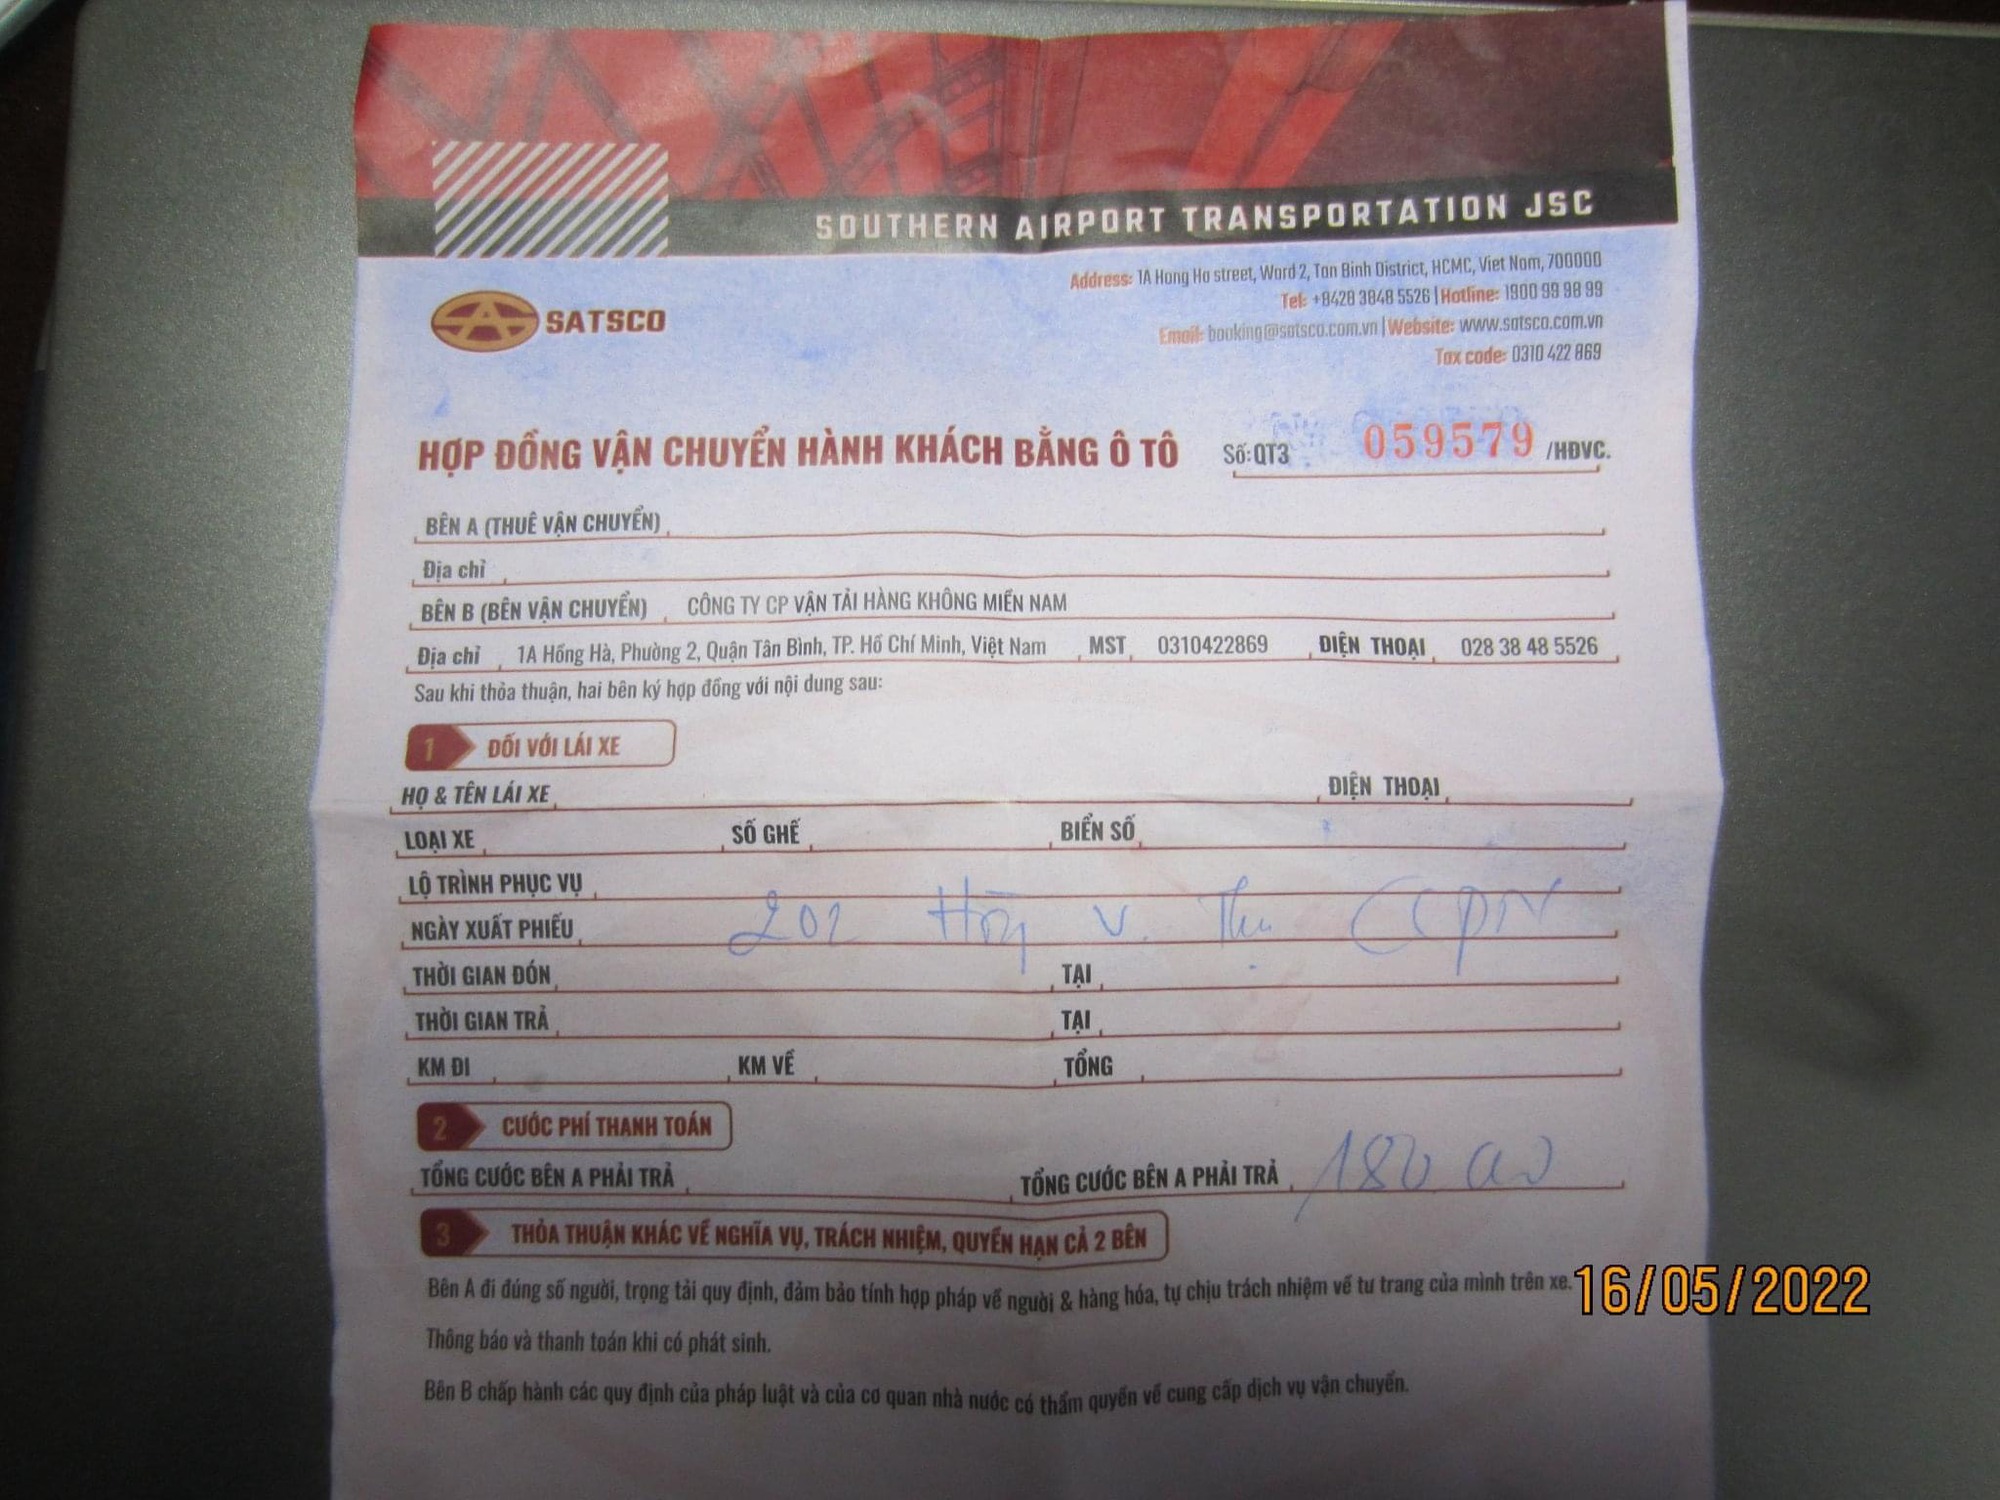 SOUTHERN AIRPORT TRANSPORTATION JSC
SATSCO
Address: 1A Hong Ha street, Ward 2, Tan Binh District, HCMC, Viet Nam, 700000
Tel: +8428 3848 5526 | Hotline: 1900 99 98 99
Email: booking@satsco.com.vn | Website: www.satsco.com.vn
Tax code: 0310 422 869
HỢP ĐỒNG VẬN CHUYỂN HÀNH KHÁCH BẰNG Ô TÔ Số:QT3 059579 /HĐVC.
BÊN A (THUÊ VẬN CHUYỂN)
Địa chỉ
BÊN B (BÊN VẬN CHUYỂN) CÔNG TY CP VẬN TẢI HÀNG KHÔNG MIỀN NAM
Địa chỉ 1A Hồng Hà, Phường 2, Quận Tân Bình, TP. Hồ Chí Minh, Việt Nam MST 0310422869 ĐIỆN THOẠI 028 38 48 5526
Sau khi thỏa thuận, hai bên ký hợp đồng với nội dung sau:
1 ĐỐI VỚI LÁI XE
HỌ & TÊN LÁI XE ĐIỆN THOẠI
LOẠI XE SỐ GHẾ BIỂN SỐ
LỘ TRÌNH PHỤC VỤ
NGÀY XUẤT PHIẾU 202 V.
THỜI GIAN ĐÓN TẠI
THỜI GIAN TRẢ TẠI
KM ĐI KM VỀ TỔNG
2 CƯỚC PHÍ THANH TOÁN
TỔNG CƯỚC BÊN A PHẢI TRẢ TỔNG CƯỚC BÊN A PHẢI TRẢ
3 THỎA THUẬN KHÁC VỀ NGHĨA VỤ, TRÁCH NHIỆM, QUYỀN HẠN CẢ 2 BÊN
Bên A đi đúng số người, trọng tải quy định, đảm bảo tính hợp pháp về người & hàng hóa, tự chịu trách nhiệm về tư trang của mình trên xe.
16/05/2022
Thông báo và thanh toán khi có phát sinh.
Bên B chấp hành các quy định của pháp luật và của cơ quan nhà nước có thẩm quyền về cung cấp dịch vụ vận chuyển.